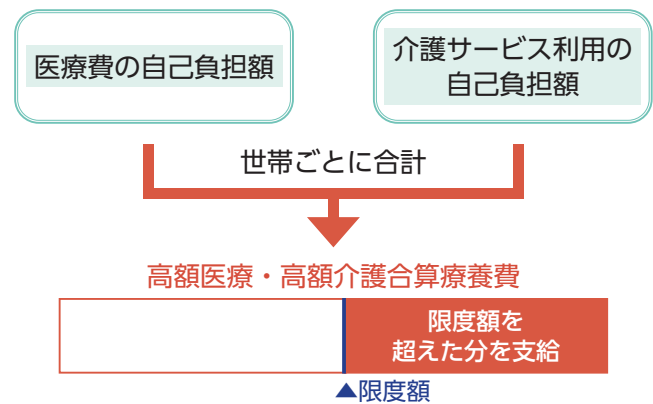 医療費の自己負担額
介護サービス利用の
自己負担額
世帯ごとに合計
高額医療・高額介護合算療養費
限度額を
超えた分を支給
▲限度額